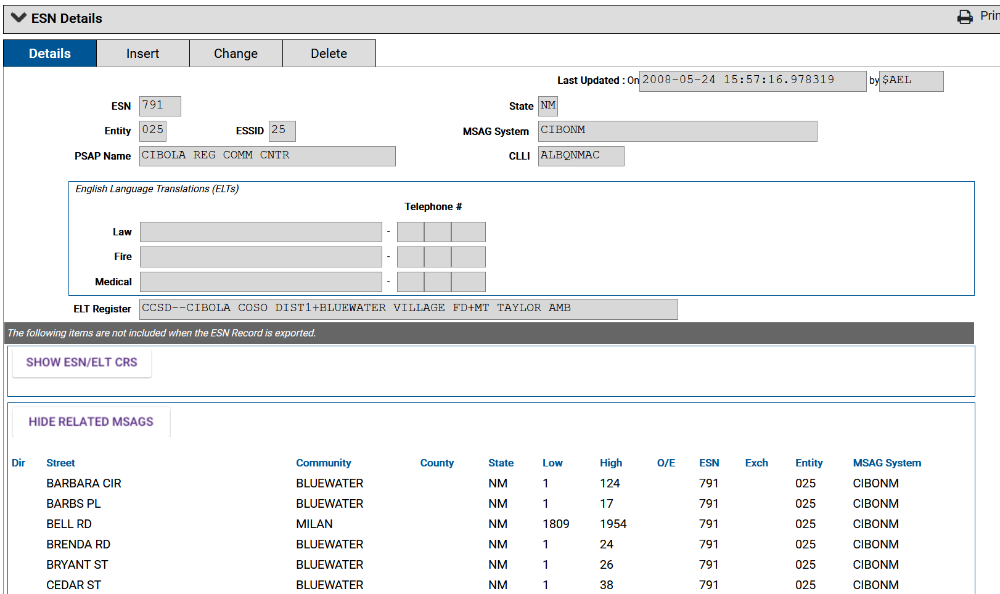 ESN Details
Prin
Details Insert Change Delete
Last Updated : On 2008-05-24 15:57:16.978319 by $AEL
ESN 791 State NM
Entity 025 ESSID 25 MSAG System CIBONM
PSAP Name CIBOLA REG COMM CNTR CLLI ALBQNMAC
English Language Translations (ELTs)
Telephone #
Law -
Fire -
Medical -
ELT Register CCSD--CIBOLA COSO DIST1+BLUEWATER VILLAGE FD+MT TAYLOR AMB
The following items are not included when the ESN Record is exported.
SHOW ESN/ELT CRS
HIDE RELATED MSAGS
Dir Street Community County State Low High O/E ESN Exch Entity MSAG System
BARBARA CIR BLUEWATER NM 1 124 791 025 CIBONM
BARBS PL BLUEWATER NM 1 17 791 025 CIBONM
BELL RD MILAN NM 1809 1954 791 025 CIBONM
BRENDA RD BLUEWATER NM 1 24 791 025 CIBONM
BRYANT ST BLUEWATER NM 1 26 791 025 CIBONM
CEDAR ST BLUEWATER NM 1 38 791 025 CIBONM